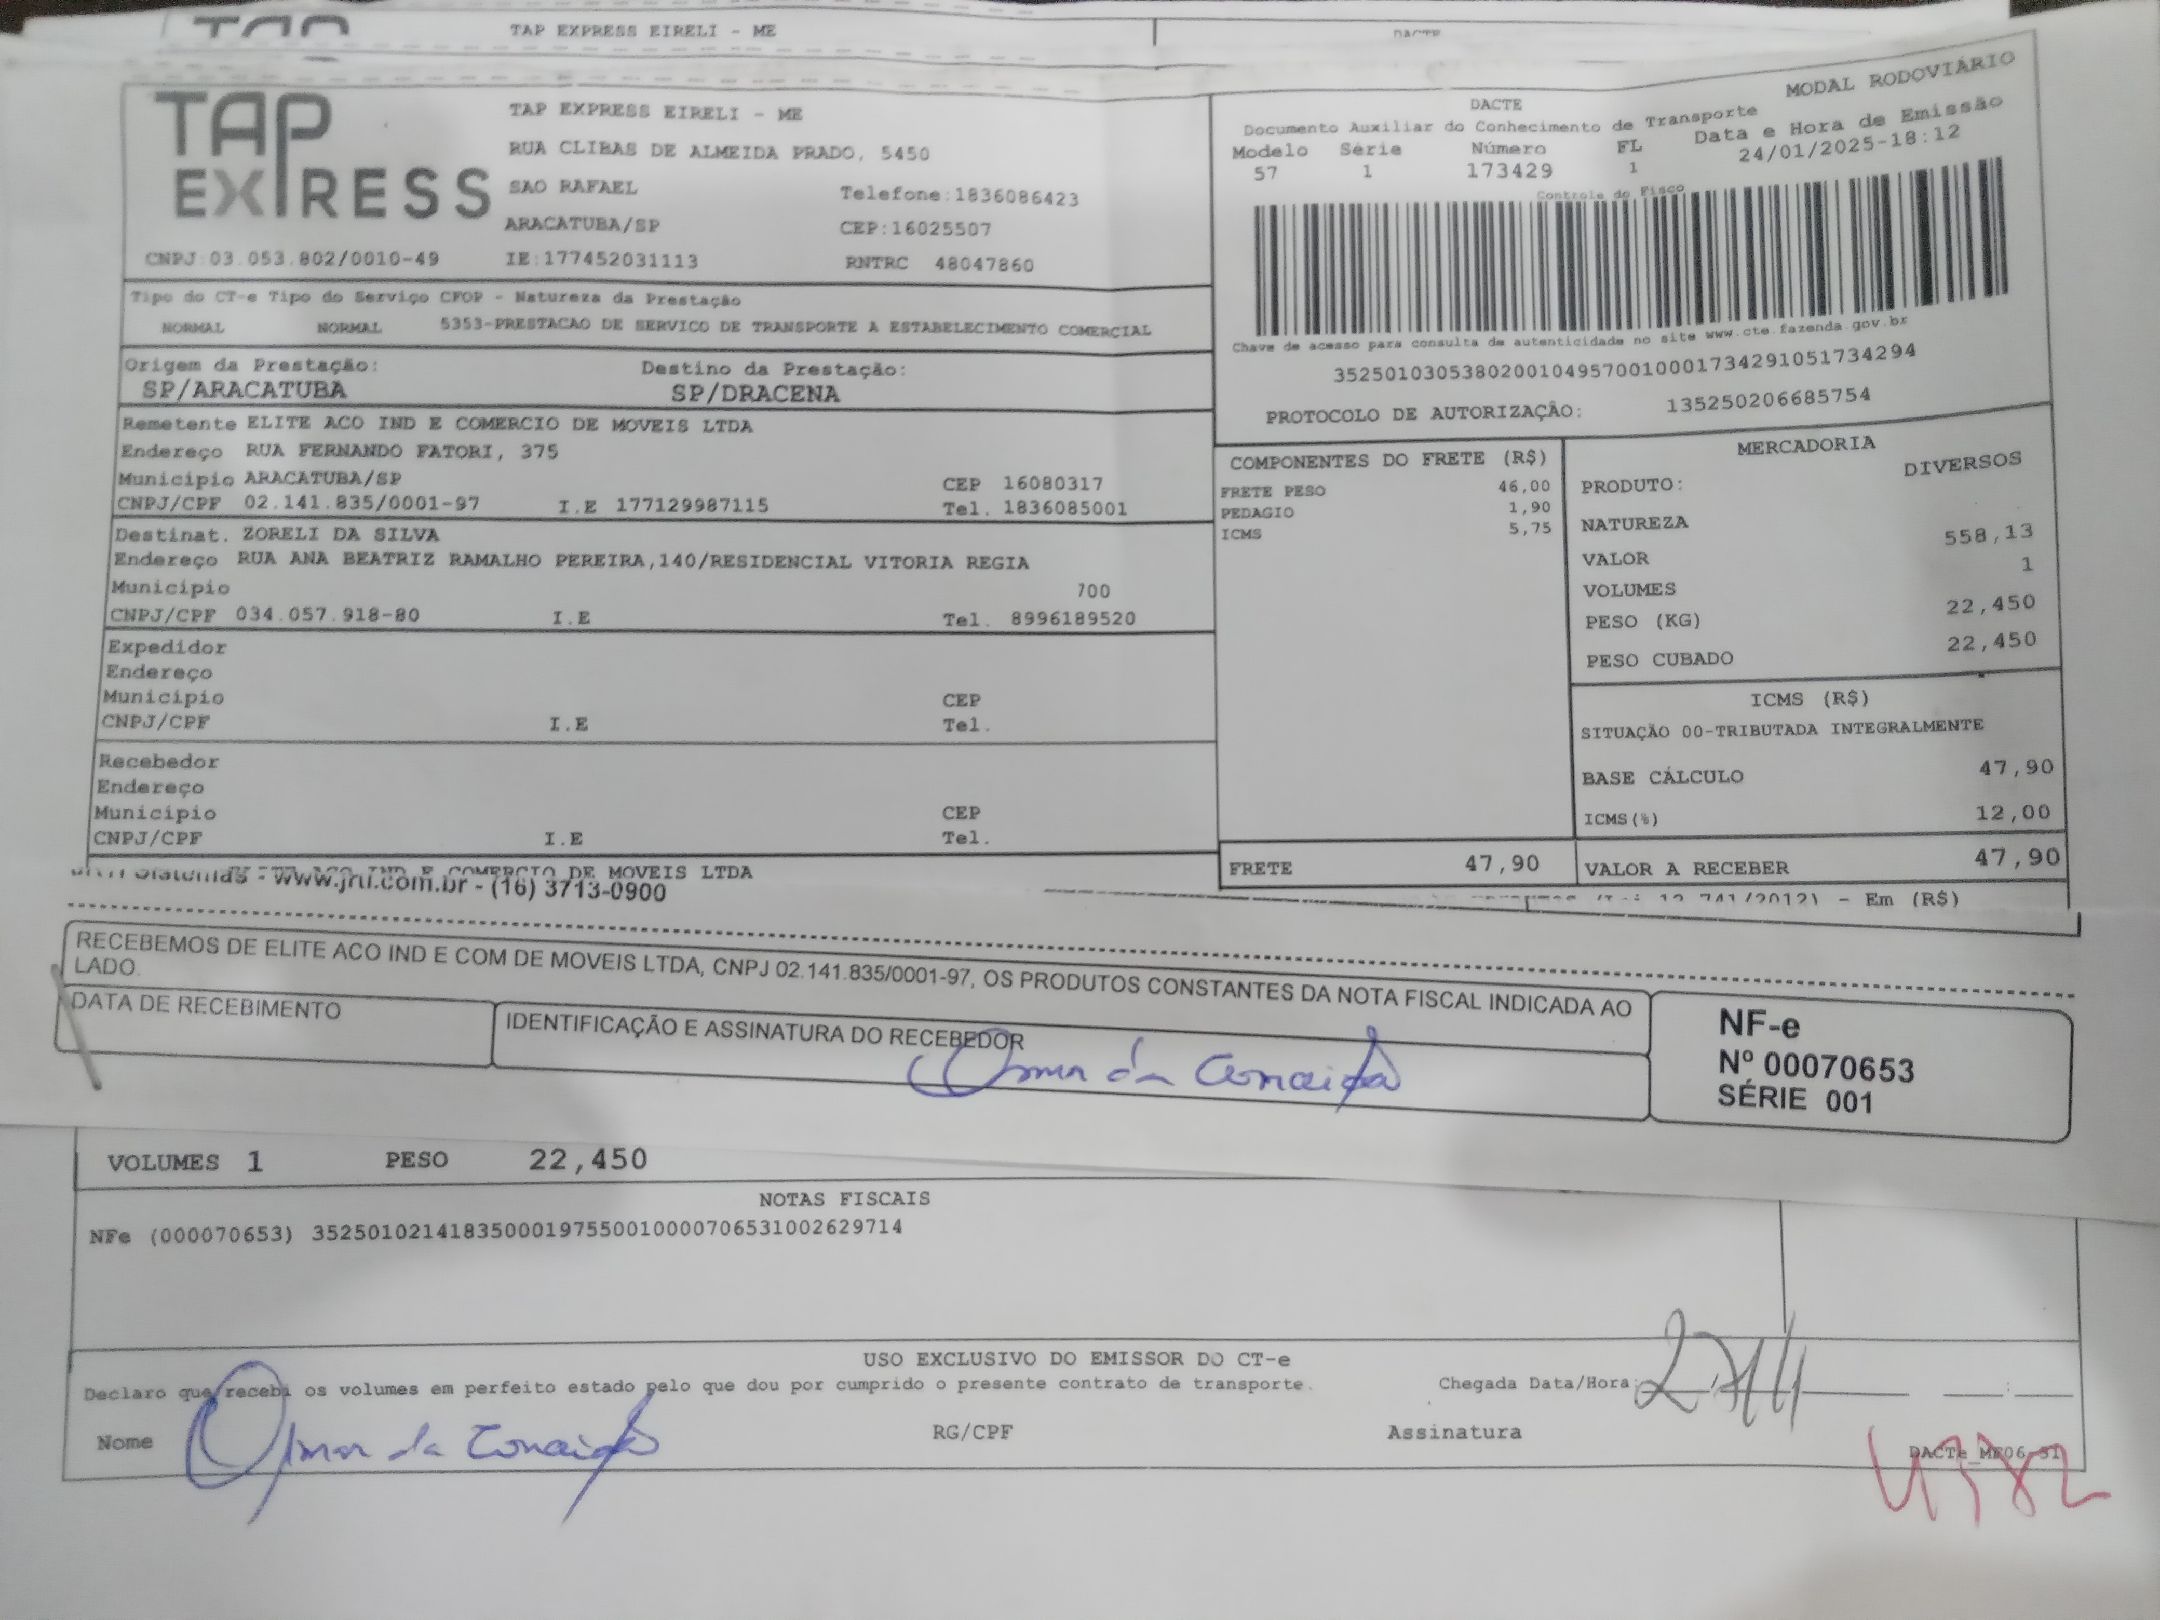 TAP EXPRESS EIRELI - ME
TAP EXPRESS
TAP EXPRESS EIRELI - ME
RUA CLIBAS DE ALMEIDA PRADO, 5450
SAO RAFAEL Telefone:1836086423
ARACATUBA/SP CEP:16025507
CNPJ:03.053.802/0010-49 IE:177452031113 RNTRC 48047860
MODAL RODOVIÁRIO
DACTE
Documento Auxiliar do Conhecimento de Transporte
Modelo Série Número FL Data e Hora de Emissão
57 1 173429 1 24/01/2025-18:12
Controle do Fisco
Chave de acesso para consulta de autenticidade no site www.cte.fazenda.gov.br
35250103053802001049570010001734291051734294
PROTOCOLO DE AUTORIZAÇÃO: 135250206685754
Tipo do CT-e Tipo do Serviço CFOP - Natureza da Prestação
NORMAL NORMAL 5353-PRESTACAO DE SERVICO DE TRANSPORTE A ESTABELECIMENTO COMERCIAL
Origem da Prestação: Destino da Prestação:
SP/ARACATUBA SP/DRACENA
Remetente ELITE ACO IND E COMERCIO DE MOVEIS LTDA
Endereço RUA FERNANDO FATORI, 375
Município ARACATUBA/SP CEP 16080317
CNPJ/CPF 02.141.835/0001-97 I.E 177129987115 Tel. 1836085001
Destinat. ZORELI DA SILVA
Endereço RUA ANA BEATRIZ RAMALHO PEREIRA,140/RESIDENCIAL VITORIA REGIA
Município 700
CNPJ/CPF 034.057.918-80 I.E Tel. 8996189520
Expedidor
Endereço
Município CEP
CNPJ/CPF I.E Tel.
Recebedor
Endereço
Município CEP
CNPJ/CPF I.E Tel.
COMPONENTES DO FRETE (R$)
FRETE PESO 46,00
PEDAGIO 1,90
ICMS 5,75
FRETE 47,90
MERCADORIA
PRODUTO: DIVERSOS
NATUREZA
VALOR 558,13
VOLUMES 1
PESO (KG) 22,450
PESO CUBADO 22,450
ICMS (R$)
SITUAÇÃO 00-TRIBUTADA INTEGRALMENTE
BASE CÁLCULO 47,90
ICMS(%) 12,00
VALOR A RECEBER 47,90
E COMERCIO DE MOVEIS LTDA
- (16) 3713-0900
12.741/2012) - Em (R$)
RECEBEMOS DE ELITE ACO IND E COM DE MOVEIS LTDA, CNPJ 02.141.835/0001-97, OS PRODUTOS CONSTANTES DA NOTA FISCAL INDICADA AO
LADO.
DATA DE RECEBIMENTO
IDENTIFICAÇÃO E ASSINATURA DO RECEBEDOR
NF-e
Nº 00070653
SÉRIE 001
VOLUMES 1 PESO 22,450
NOTAS FISCAIS
NFe (000070653) 35250102141835000197550010000706531002629714
USO EXCLUSIVO DO EMISSOR DO CT-e
Declaro que recebi os volumes em perfeito estado pelo que dou por cumprido o presente contrato de transporte. Chegada Data/Hora:
Nome RG/CPF Assinatura